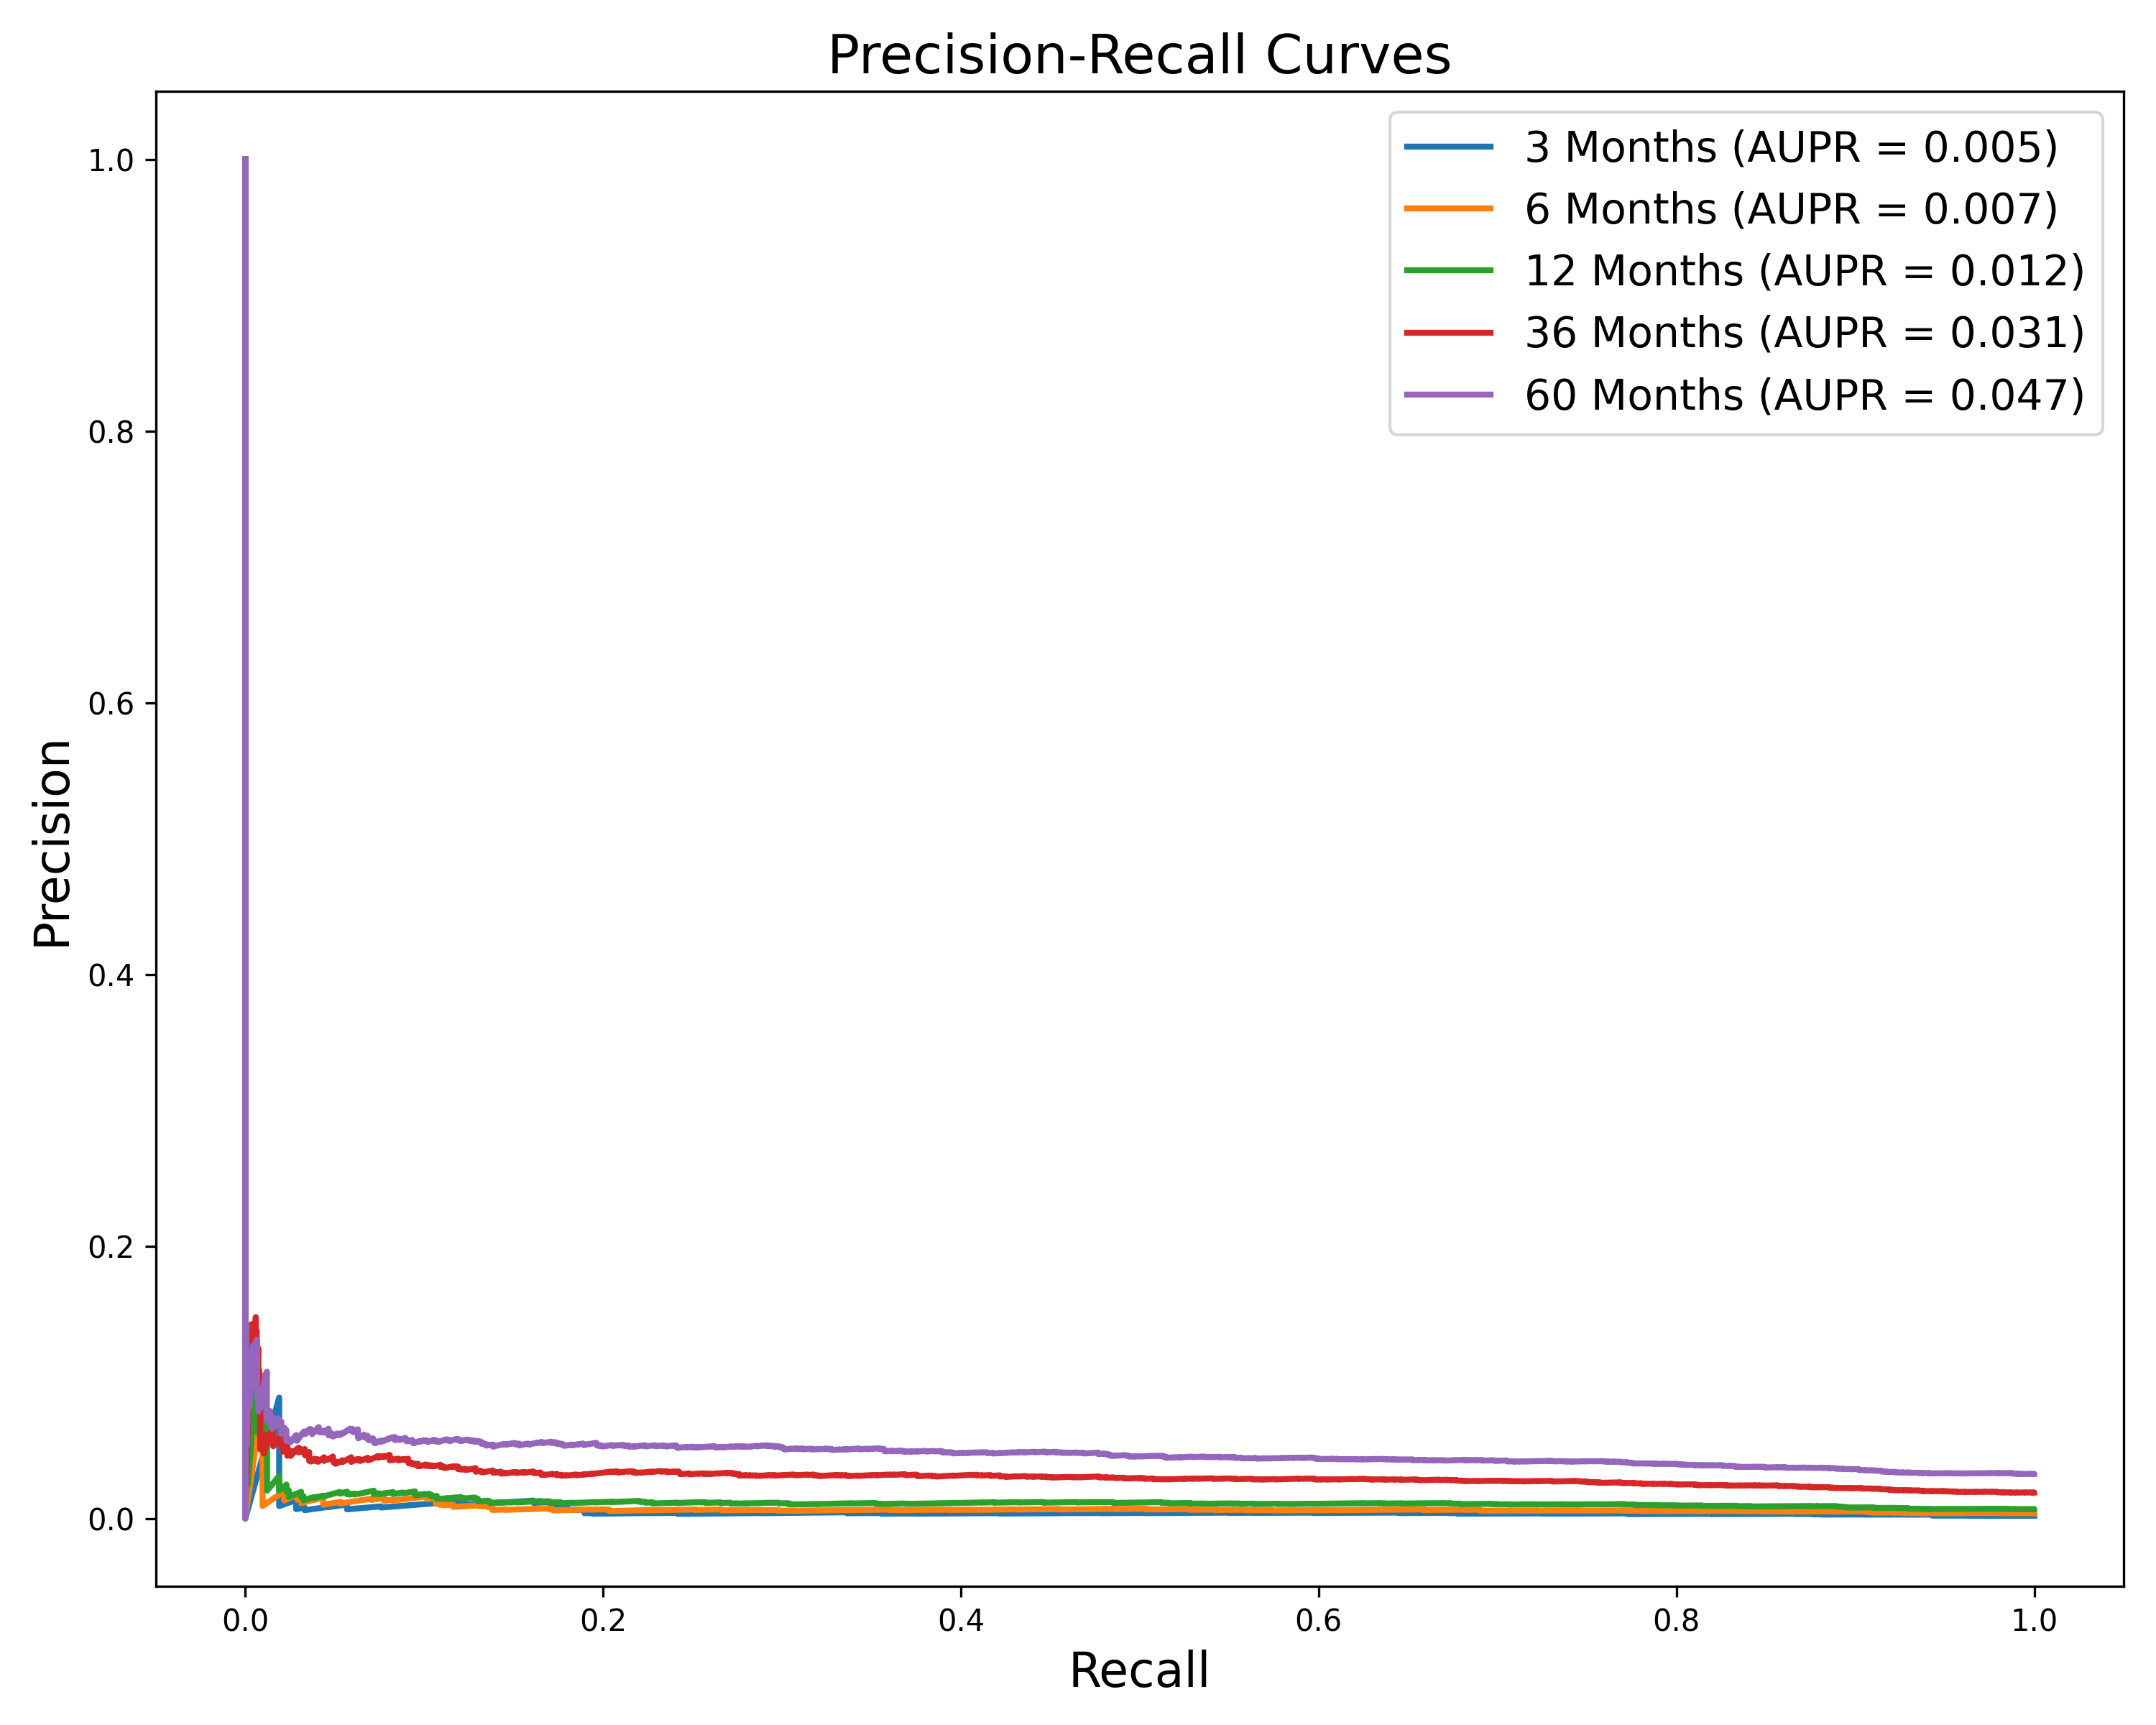 Precision-Recall Curves
3 Months (AUPR = 0.005)
6 Months (AUPR = 0.007)
12 Months (AUPR = 0.012)
36 Months (AUPR = 0.031)
60 Months (AUPR = 0.047)
Precision
1.0
0.8
0.6
0.4
0.2
0.0
0.0 0.2 0.4 0.6 0.8 1.0
Recall